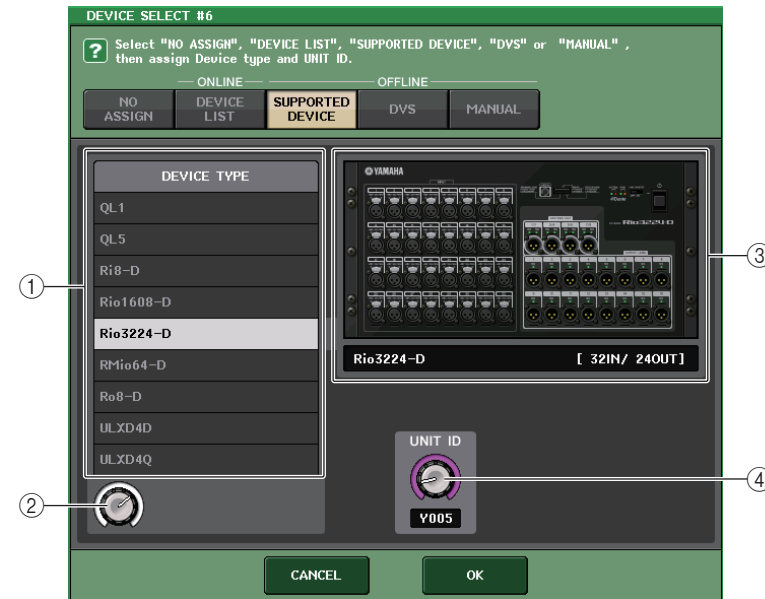 DEVICE SELECT #6
? Select "NO ASSIGN", "DEVICE LIST", "SUPPORTED DEVICE", "DVS" or "MANUAL" ,
then assign Device type and UNIT ID.
ONLINE
OFFLINE
NO ASSIGN
DEVICE LIST
SUPPORTED DEVICE
DVS
MANUAL
DEVICE TYPE
QL1
QL5
Ri8-D
Rio1608-D
Rio3224-D
RMio64-D
Ro8-D
ULXD4D
ULXD4Q
YAMAHA
Rio3224-D
Rio3224-D [ 32IN/ 24OUT]
UNIT ID
Y005
CANCEL
OK
1
2
3
4